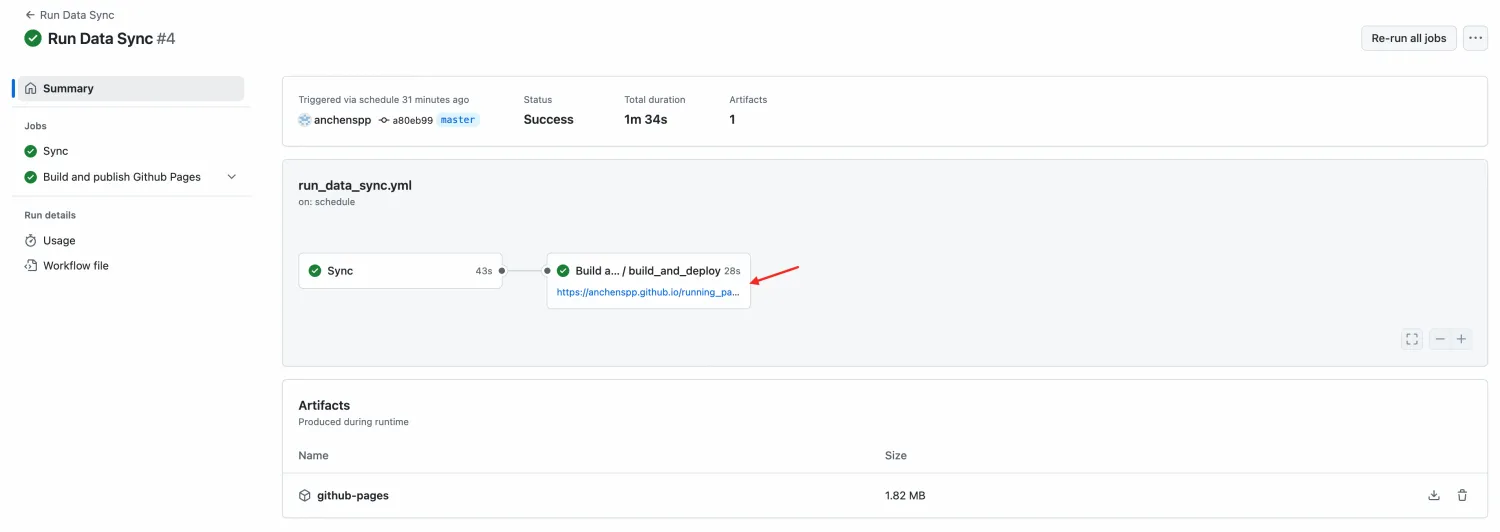 Run Data Sync
Run Data Sync #4
Re-run all jobs
Summary
Jobs
Sync
Build and publish Github Pages
Run details
Usage
Workflow file
Triggered via schedule 31 minutes ago
anchenspp a80eb99 master
Status
Success
Total duration
1m 34s
Artifacts
1
run_data_sync.yml
on: schedule
Sync 43s
Build a... / build_and_deploy 28s
https://anchenspp.github.io/running_pa...
Artifacts
Produced during runtime
Name Size
github-pages 1.82 MB